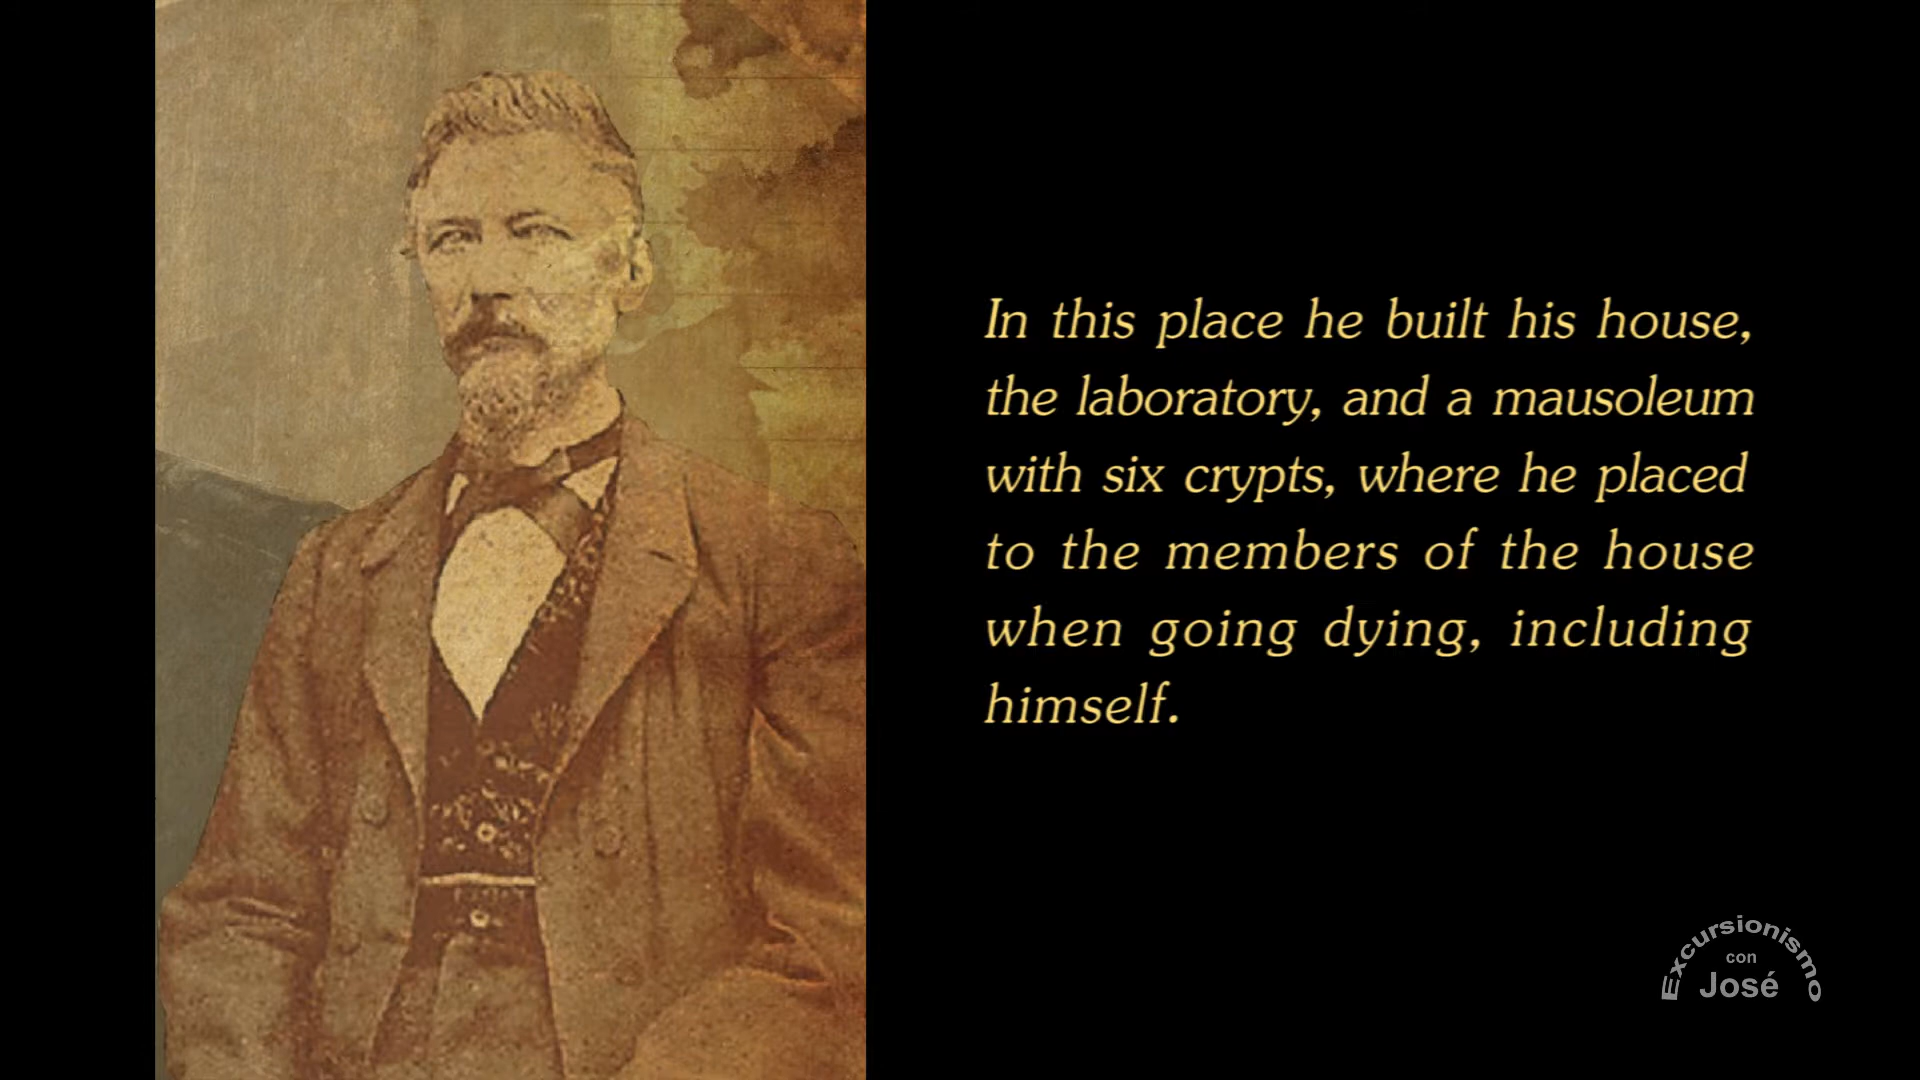 In this place he built his house,
the laboratory, and a mausoleum
with six crypts, where he placed
to the members of the house
when going dying, including
himself.
Excursionismo
con
José